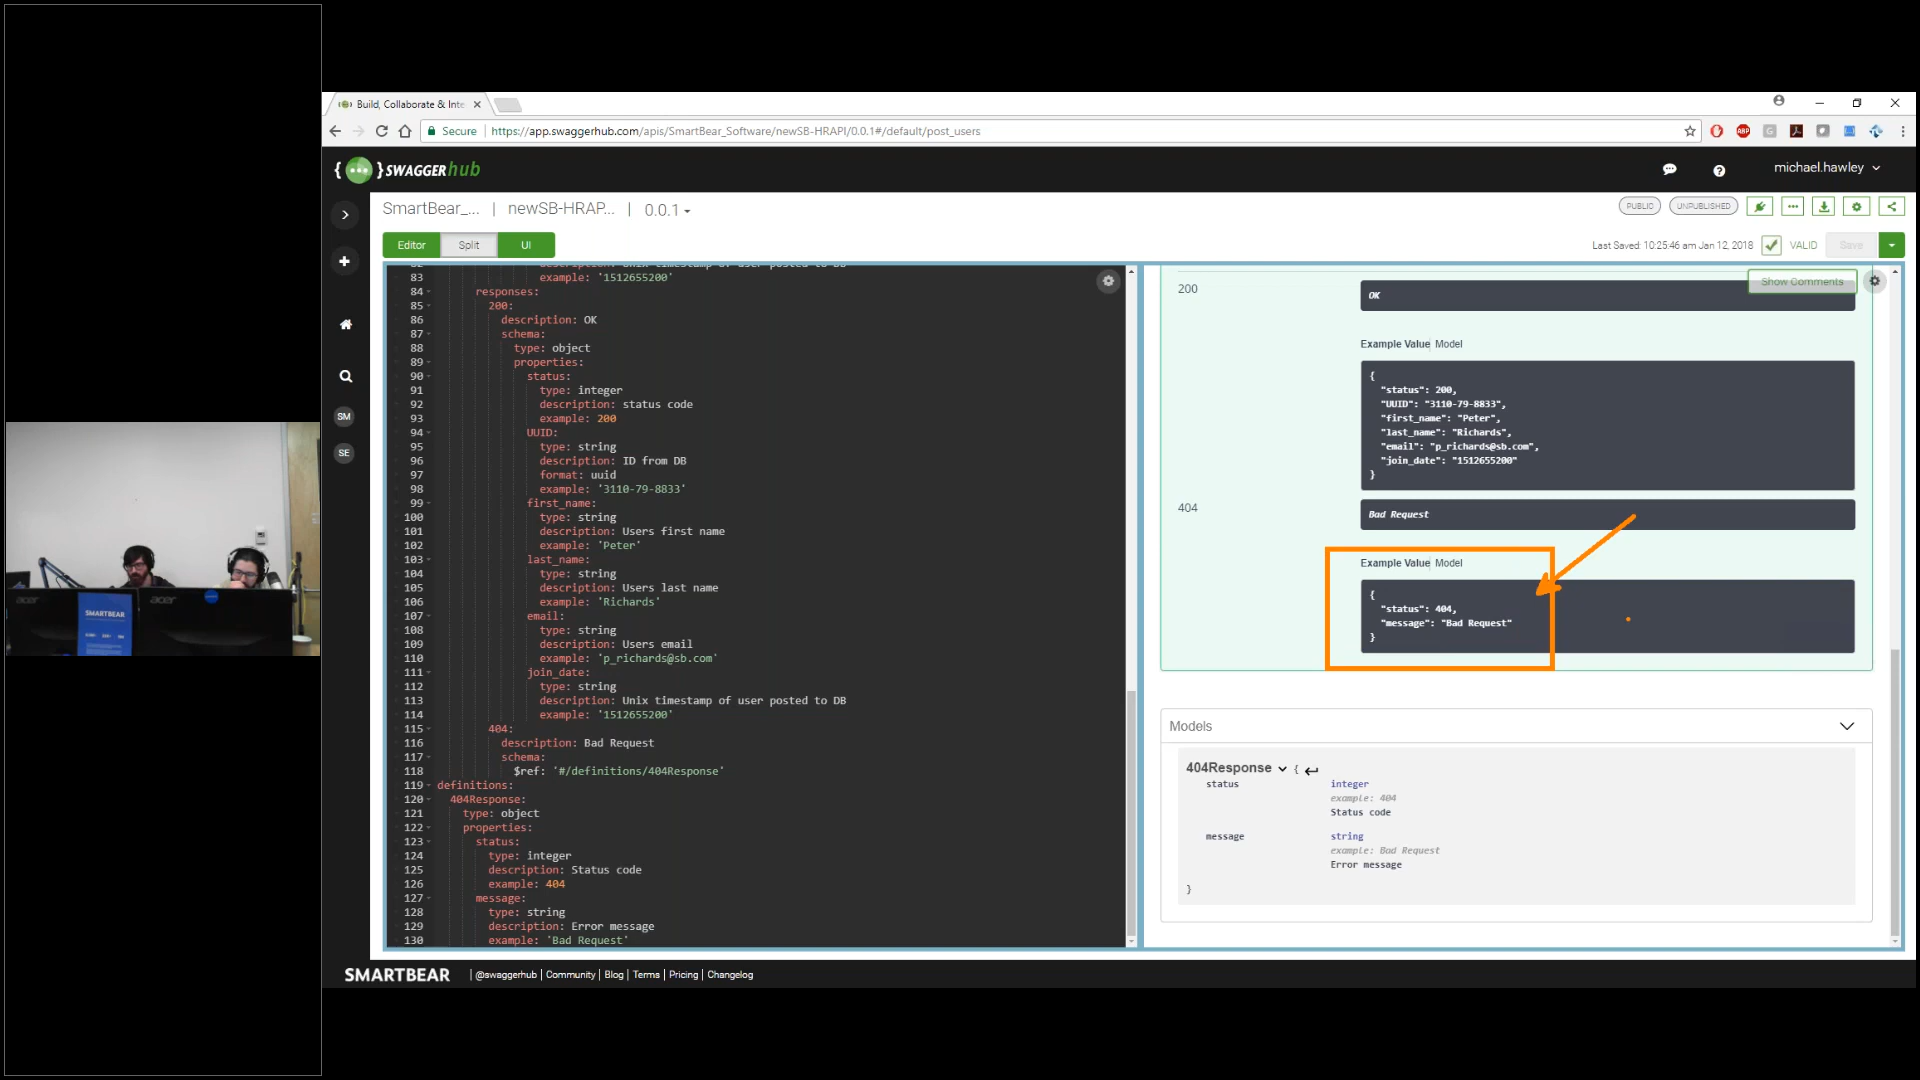 Build, Collaborate & Inte
Secure
https://app.swaggerhub.com/apis/SmartBear_Software/newSB-HRAPI/0.0.1#/default/post_users
ABP
{ ... } SWAGGERhub
michael.hawley
SmartBear_... | newSB-HRAP... | 0.0.1
PUBLIC
UNPUBLISHED
Editor
Split
UI
Last Saved: 10:25:46 am Jan 12, 2018
VALID
Save
SM
SE
83 example: '1512655200'
84 responses:
85 200:
86 description: OK
87 schema:
88 type: object
89 properties:
90 status:
91 type: integer
92 description: status code
93 example: 200
94 UUID:
95 type: string
96 description: ID from DB
97 format: uuid
98 example: '3110-79-8833'
99 first_name:
100 type: string
101 description: Users first name
102 example: 'Peter'
103 last_name:
104 type: string
105 description: Users last name
106 example: 'Richards'
107 email:
108 type: string
109 description: Users email
110 example: 'p_richards@sb.com'
111 join_date:
112 type: string
113 description: Unix timestamp of user posted to DB
114 example: '1512655200'
115 404:
116 description: Bad Request
117 schema:
118 $ref: '#/definitions/404Response'
119 definitions:
120 404Response:
121 type: object
122 properties:
123 status:
124 type: integer
125 description: Status code
126 example: 404
127 message:
128 type: string
129 description: Error message
130 example: 'Bad Request'
Show Comments
200
OK
Example Value Model
{
"status": 200,
"UUID": "3110-79-8833",
"first_name": "Peter",
"last_name": "Richards",
"email": "p_richards@sb.com",
"join_date": "1512655200"
}
404
Bad Request
Example Value Model
{
"status": 404,
"message": "Bad Request"
}
Models
404Response {
status integer
example: 404
Status code
message string
example: Bad Request
Error message
}
SMARTBEAR | @swaggerhub | Community | Blog | Terms | Pricing | Changelog
acer
acer
SMARTBEAR